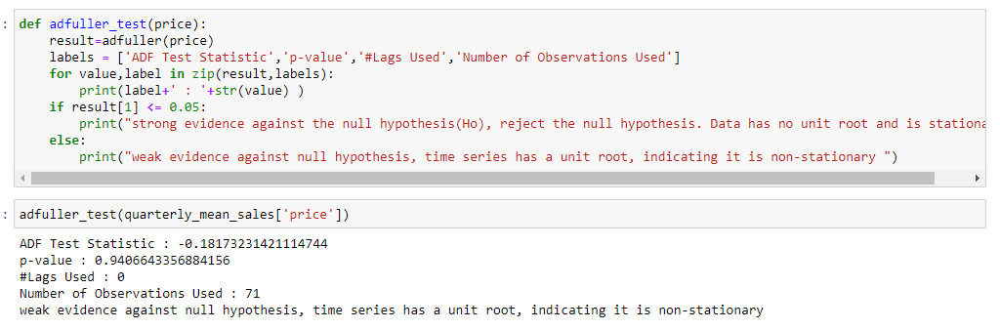 : def adfuller_test(price):
    result=adfuller(price)
    labels = ['ADF Test Statistic','p-value','#Lags Used','Number of Observations Used']
    for value,label in zip(result,labels):
        print(label+' : '+str(value) )
    if result[1] <= 0.05:
        print("strong evidence against the null hypothesis(Ho), reject the null hypothesis. Data has no unit root and is stationa
    else:
        print("weak evidence against null hypothesis, time series has a unit root, indicating it is non-stationary ")
: adfuller_test(quarterly_mean_sales['price'])
ADF Test Statistic : -0.18173231421114744
p-value : 0.9406643356884156
#Lags Used : 0
Number of Observations Used : 71
weak evidence against null hypothesis, time series has a unit root, indicating it is non-stationary